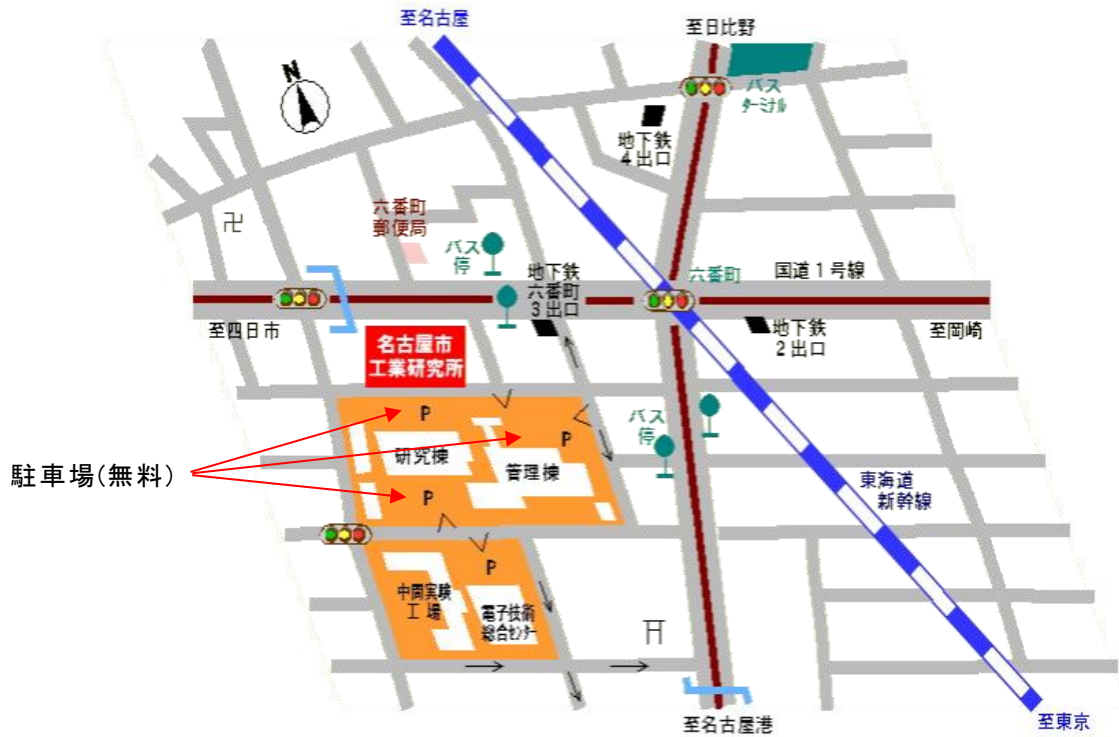 至名古屋
至日比野
N
バス
ターミナル
地下鉄
4出口
卍
六番町
郵便局
バス
停
地下鉄
六番町
3出口
六番町
国道1号線
至四日市
地下鉄
2出口
至岡崎
名古屋市
工業研究所
P
P
バス
停
研究棟
管理棟
駐車場(無料)
P
東海道
新幹線
P
中間実験
工場
電子技術
総合センター
至名古屋港
至東京